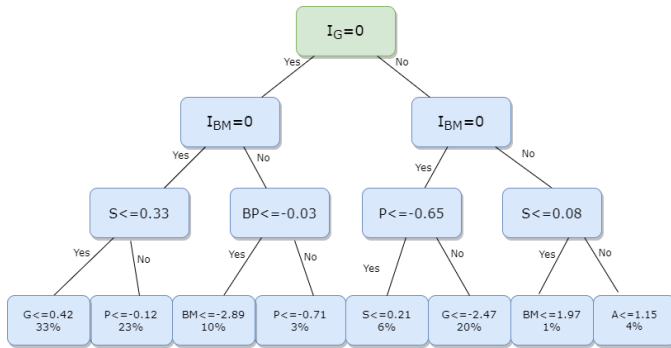 I_G=0
Yes
No
I_BM=0
I_BM=0
Yes
No
Yes
No
S<=0.33
BP<=-0.03
P<=-0.65
S<=0.08
Yes
No
Yes
No
Yes
No
Yes
No
G<=0.42
33%
P<=-0.12
23%
BM<=-2.89
10%
P<=-0.71
3%
S<=0.21
6%
G<=-2.47
20%
BM<=1.97
1%
A<=1.15
4%